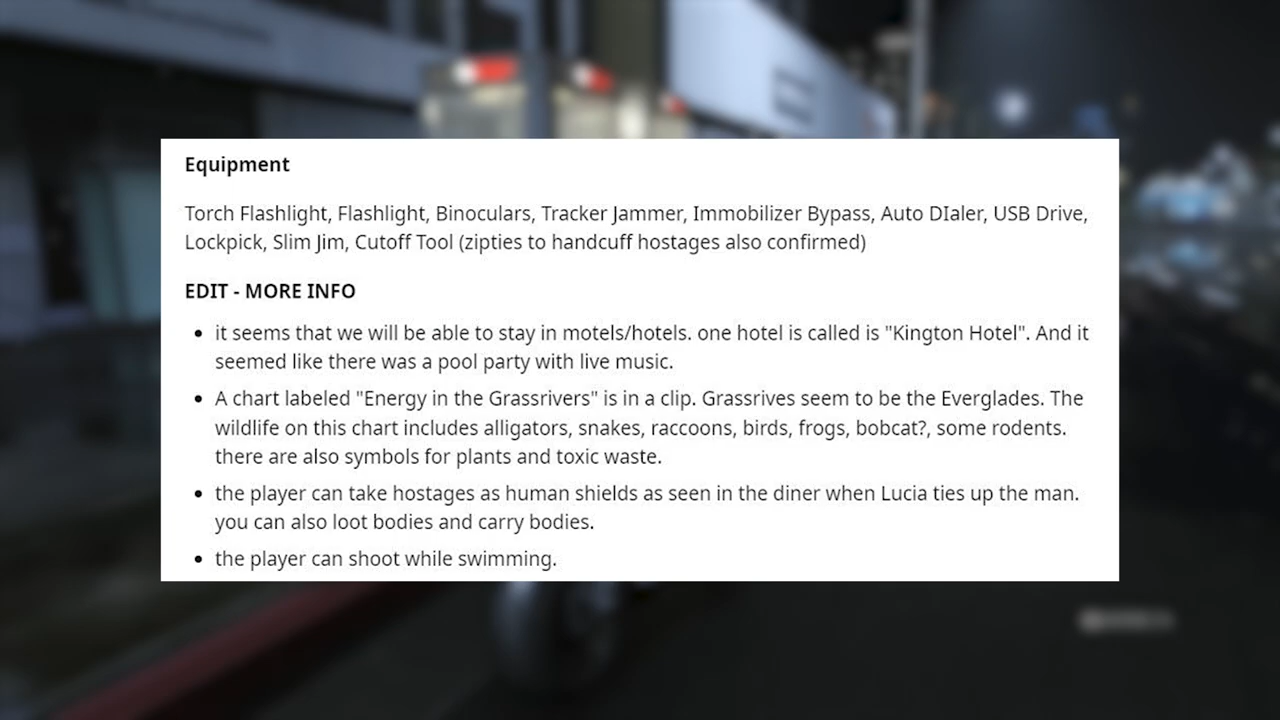 Equipment
Torch Flashlight, Flashlight, Binoculars, Tracker Jammer, Immobilizer Bypass, Auto DIaler, USB Drive,
Lockpick, Slim Jim, Cutoff Tool (zipties to handcuff hostages also confirmed)
EDIT - MORE INFO
• it seems that we will be able to stay in motels/hotels. one hotel is called is "Kington Hotel". And it
seemed like there was a pool party with live music.
• A chart labeled "Energy in the Grassrivers" is in a clip. Grassrives seem to be the Everglades. The
wildlife on this chart includes alligators, snakes, raccoons, birds, frogs, bobcat?, some rodents.
there are also symbols for plants and toxic waste.
• the player can take hostages as human shields as seen in the diner when Lucia ties up the man.
you can also loot bodies and carry bodies.
• the player can shoot while swimming.